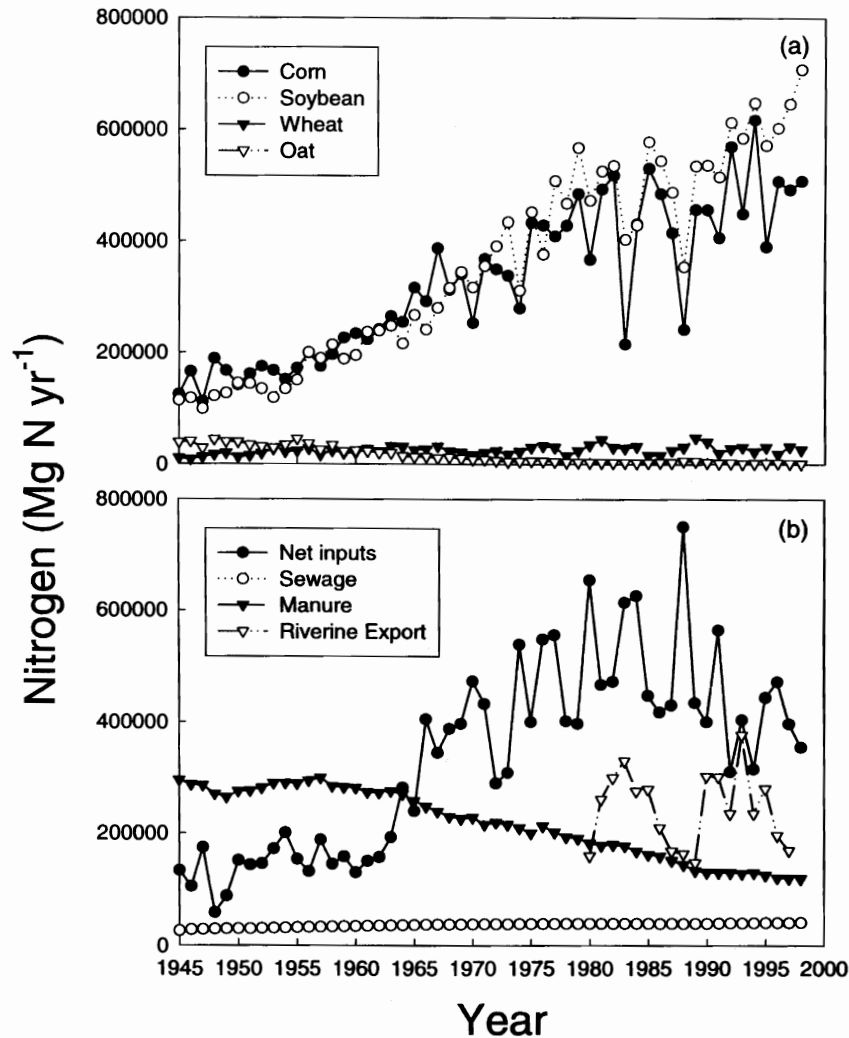 Nitrogen (Mg N yr-1)
800000
600000
400000
200000
0
(a)
Corn
Soybean
Wheat
Oat
800000
600000
400000
200000
0
(b)
Net inputs
Sewage
Manure
Riverine Export
1945 1950 1955 1960 1965 1970 1975 1980 1985 1990 1995 2000
Year